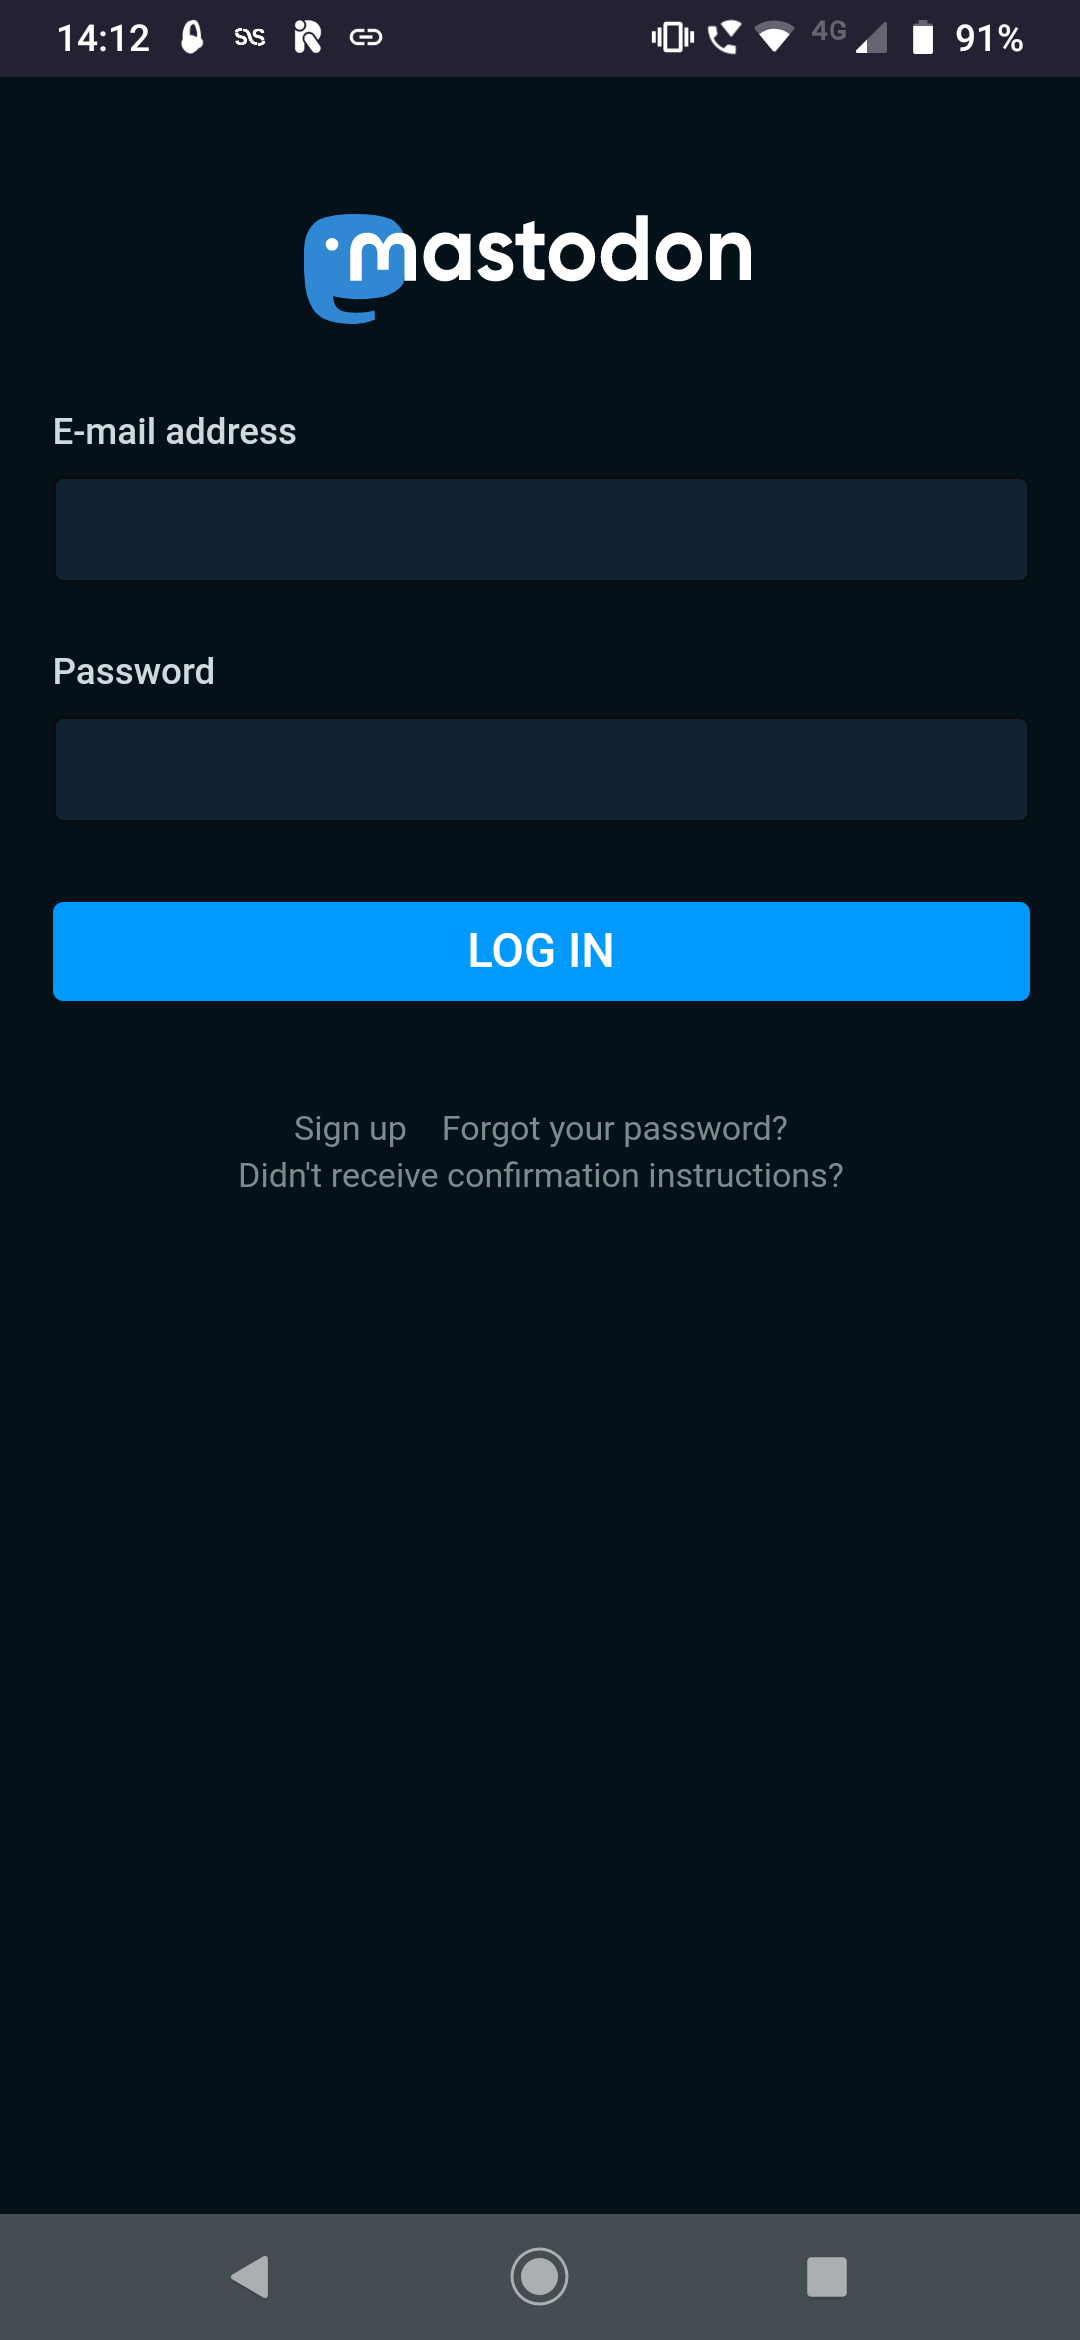 14:12 4G 91%
mastodon
E-mail address
Password
LOG IN
Sign up Forgot your password?
Didn't receive confirmation instructions?